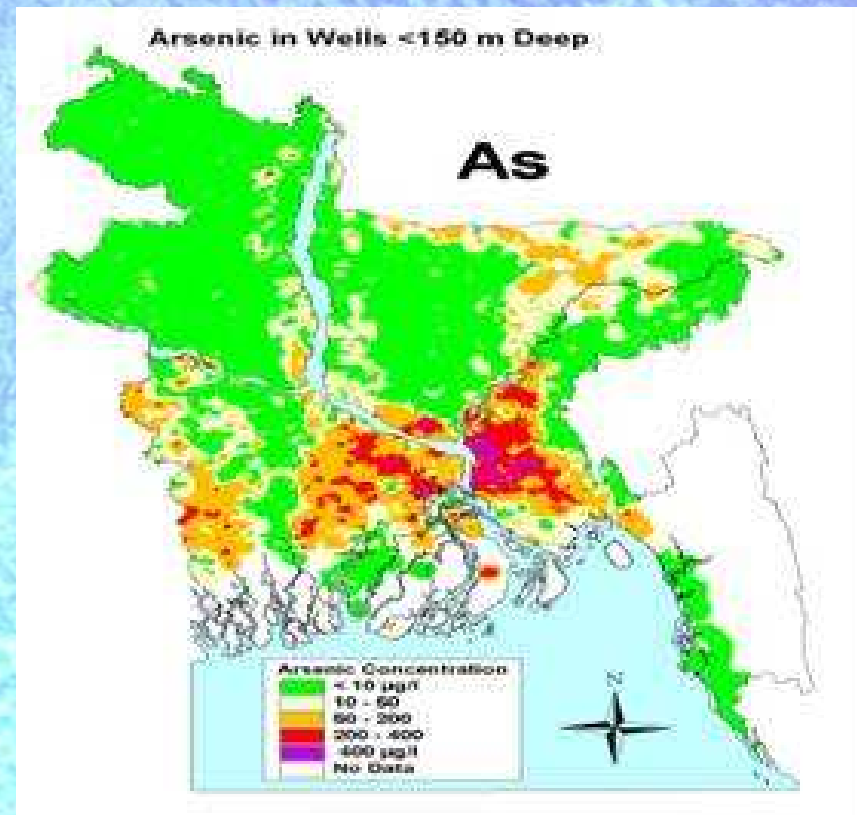 Arsenic in Wells <150 m Deep
As
Arsenic Concentration
< 10 µg/l
10 - 50
50 - 200
200 - 400
400 µg/l
No Data
N